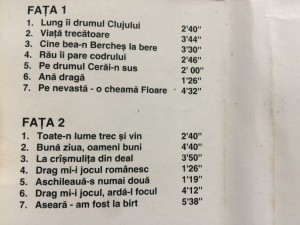 FAȚA 1
1. Lung îi drumul Clujului 2'40"
2. Viață trecătoare 3'44"
3. Cine bea-n Bercheș la bere 3'30"
4. Rău îi pare codrului 2'46"
5. Pe drumul Cerăi-n sus 2' 00"
6. Ană dragă 1'26"
7. Pe nevastă - o cheamă Floare 4'32"
FAȚA 2
1. Toate-n lume trec și vin 2'40"
2. Bună ziua, oameni buni 4'40"
3. La crîșmulița din deal 3'50"
4. Drag mi-i jocul românesc 1'26"
5. Aschileauă-s numai două 1'19"
6. Drag mi-i jocul, ardă-l focul 4'12"
7. Aseară - am fost la birt 5'38"